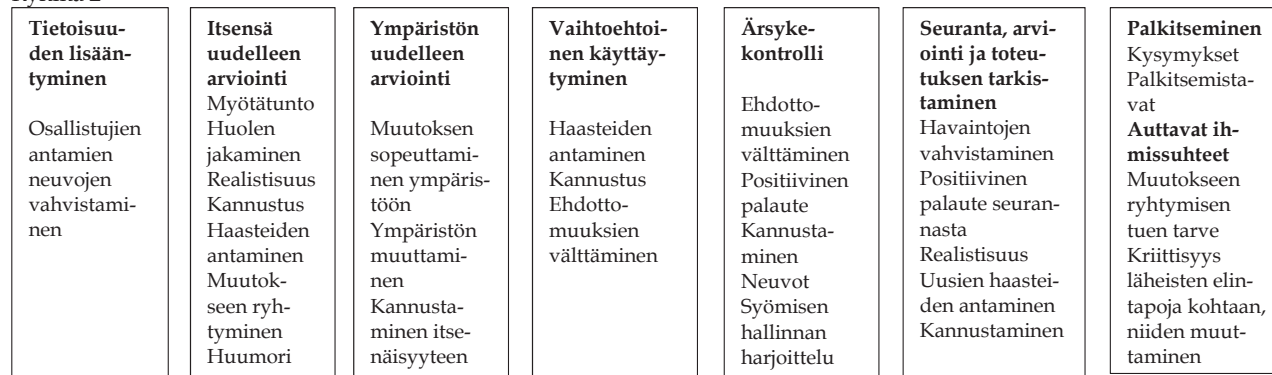 Tietoisuu-
den lisään-
tyminen
Osallistujien
antamien
neuvojen
vahvistami-
nen
Itsensä
uudelleen
arviointi
Myötätunto
Huolen
jakaminen
Realistisuus
Kannustus
Haasteiden
antaminen
Muutok-
seen ryh-
tyminen
Huumori
Ympäristön
uudelleen
arviointi
Muutoksen
sopeuttami-
nen ympäris-
töön
Ympäristön
muuttami-
nen
Kannusta-
minen itse-
näisyyteen
Vaihtoehtoi-
nen käyttäy-
tyminen
Haasteiden
antaminen
Kannustus
Ehdotto-
muuksien
välttäminen
Ärsyke-
kontrolli
Ehdotto-
muuksien
välttäminen
Positiivinen
palaute
Kannusta-
minen
Neuvot
Syömisen
hallinnan
harjoittelu
Seuranta, arvi-
ointi ja toteu-
tuksen tarkis-
taminen
Havaintojen
vahvistaminen
Positiivinen
palaute seuran-
nasta
Realistisuus
Uusien haastei-
den antaminen
Kannustaminen
Palkitseminen
Kysymykset
Palkitsemista-
vat
Auttavat ih-
missuhteet
Muutokseen
ryhtymisen
tuen tarve
Kriittisyys
läheisten elin-
tapoja kohtaan,
niiden muut-
taminen